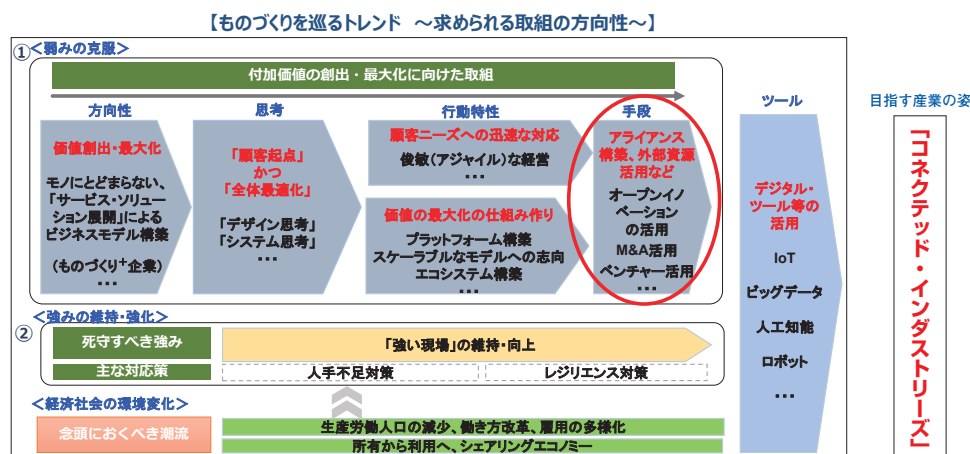 【ものづくりを巡るトンド ～求められる取組の方向性～】
①＜弱みの克服＞
付加価値の創出・最大化に向けた取組
方向性
価値創出・最大化
モノにとどまらない、
「サービス・ソリュー
ション展開」による
ビジネスモデル構築
(ものづくり+企業)
…
思考
「顧客起点」
かつ
「全体最適化」
「デザイン思考」
「システム思考」
…
行動特性
顧客ニーズへの迅速な対応
俊敏(アジャイル)な経営
…
価値の最大化の仕組み作り
プラットフォーム構築
スケーラブルなモデルへの志向
エコシステム構築
…
手段
アライアンス
構築、外部資源
活用など
オープンイノ
ベーション
の活用
M&A活用
ベンチャー活用
…
②＜強みの維持・強化＞
死守すべき強み
「強い現場」の維持・向上
主な対応策
人手不足対策
レジリエンス対策
＜経済社会の環境変化＞
念頭におくべき潮流
生産労働人口の減少、働き方改革、雇用の多様化
所有から利用へ、シェアリングエコノミー
ツール
デジタル・
ツール等の
活用
IoT
ビッグデータ
人工知能
ロボット
…
目指す産業の姿
「コネクテッド・インダストリーズ」